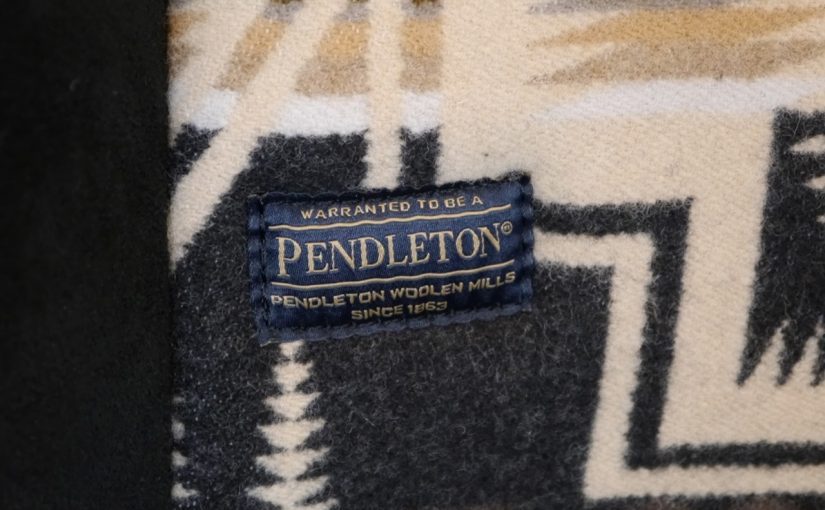 WARRANTED TO BE A
PENDLETON®
PENDLETON WOOLEN MILLS
SINCE 1863